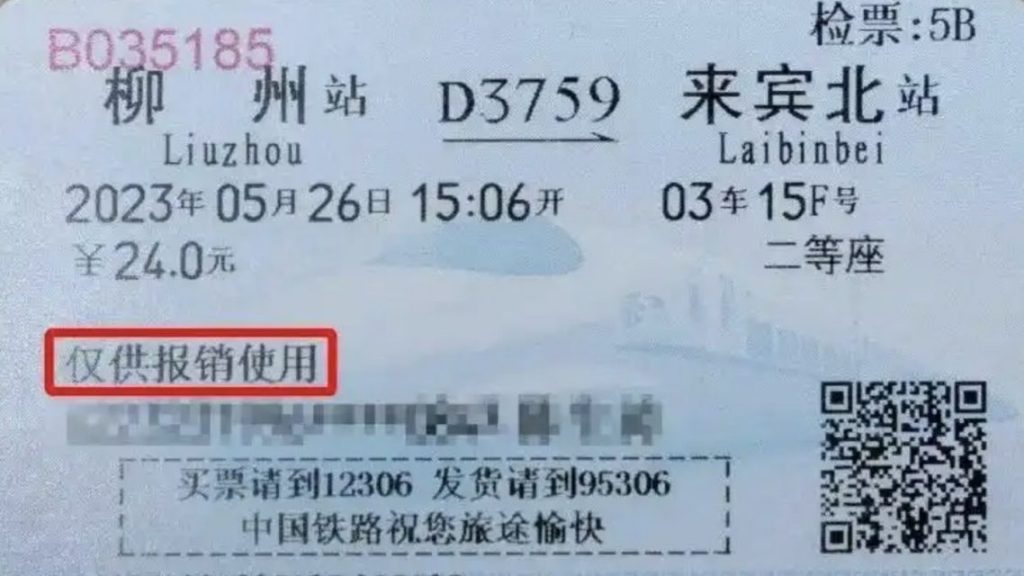 检票:5B
B035185
柳州站 D3759 来宾北站
Liuzhou Laibinbei
2023年05月26日 15:06开 03车15F号
¥24.0元 二等座
仅供报销使用
买票请到12306 发货请到95306
中国铁路祝您旅途愉快